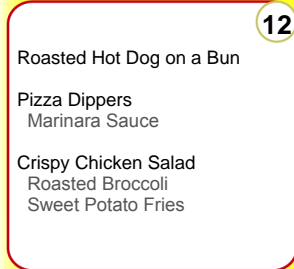 12
Roasted Hot Dog on a Bun
Pizza Dippers
Marinara Sauce
Crispy Chicken Salad
Roasted Broccoli
Sweet Potato Fries